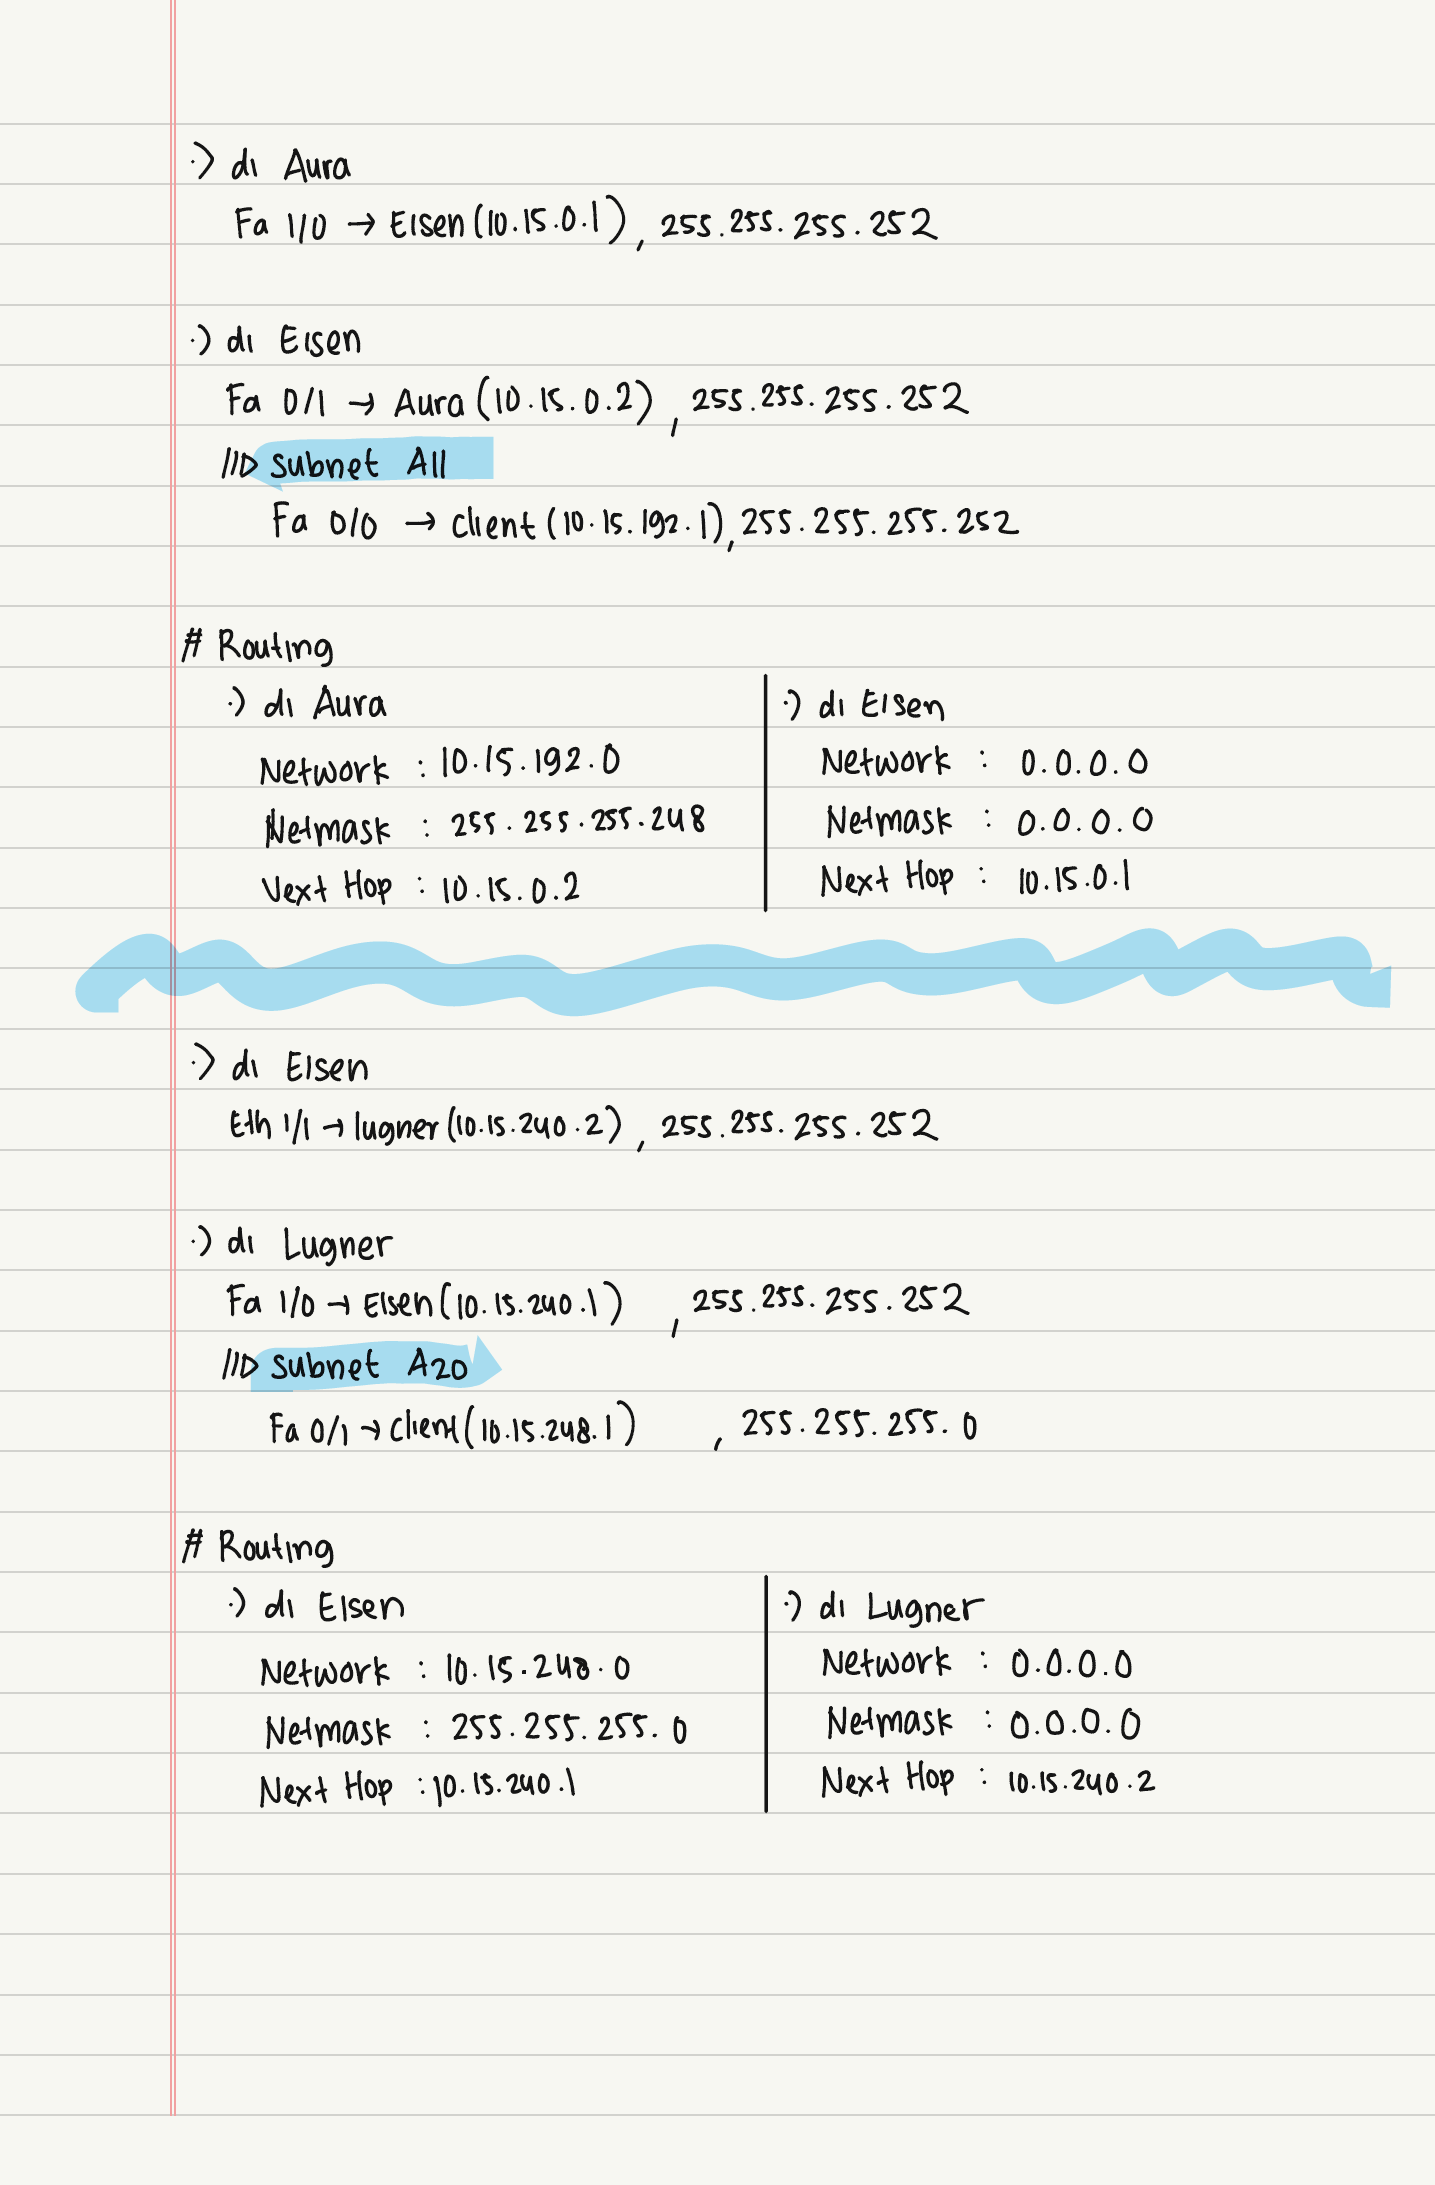 ·) di Aura
Fa 1/0 → Eisen (10.15.0.1), 255.255.255.252
·) di Eisen
Fa 0/1 → Aura (10.15.0.2), 255.255.255.252
Subnet A11
Fa 0/0 → client (10.15.192.1), 255.255.255.252
# Routing
·) di Aura
Network : 10.15.192.0
Netmask : 255.255.255.248
Next Hop : 10.15.0.2
·) di Eisen
Network : 0.0.0.0
Netmask : 0.0.0.0
Next Hop : 10.15.0.1
·) di Eisen
Eth 1/1 → lugner (10.15.240.2), 255.255.255.252
·) di Lugner
Fa 1/0 → Eisen (10.15.240.1) , 255.255.255.252
Subnet A20
Fa 0/1 → client (10.15.248.1) , 255.255.255.0
# Routing
·) di Eisen
Network : 10.15.248.0
Netmask : 255.255.255.0
Next Hop : 10.15.240.1
·) di Lugner
Network : 0.0.0.0
Netmask : 0.0.0.0
Next Hop : 10.15.240.2